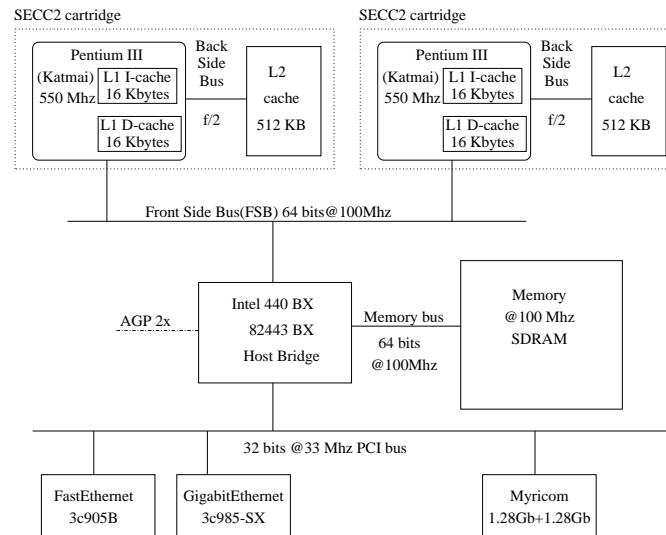 SECC2 cartridge
Pentium III
(Katmai)
550 Mhz
L1 I-cache
16 Kbytes
L1 D-cache
16 Kbytes
Back
Side
Bus
f/2
L2
cache
512 KB
SECC2 cartridge
Pentium III
(Katmai)
550 Mhz
L1 I-cache
16 Kbytes
L1 D-cache
16 Kbytes
Back
Side
Bus
f/2
L2
cache
512 KB
Front Side Bus(FSB) 64 bits@100Mhz
AGP 2x
Intel 440 BX
82443 BX
Host Bridge
Memory bus
64 bits
@100Mhz
Memory
@100 Mhz
SDRAM
32 bits @33 Mhz PCI bus
FastEthernet
3c905B
GigabitEthernet
3c985-SX
Myricom
1.28Gb+1.28Gb